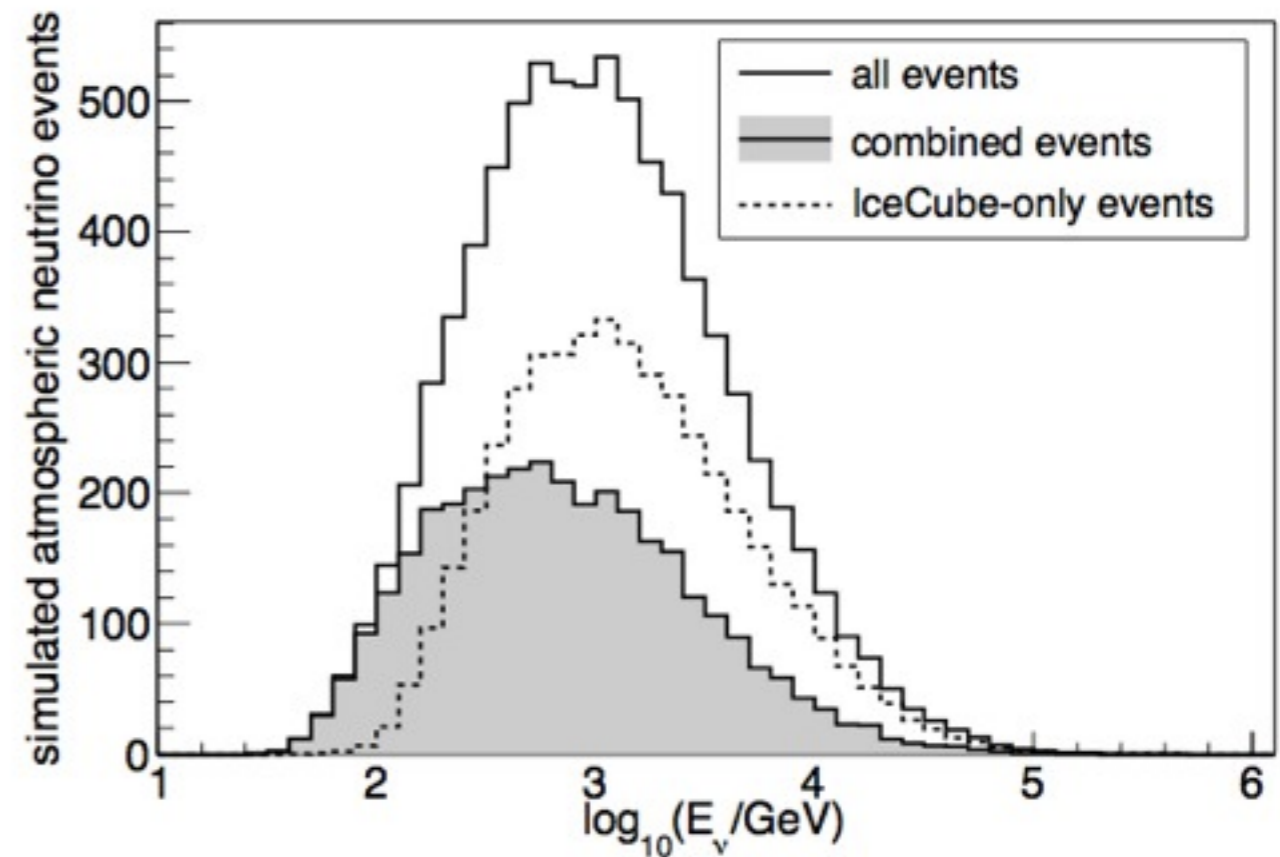 simulated atmospheric neutrino events
500
400
300
200
100
0
all events
combined events
IceCube-only events
1 2 3 4 5 6
log10(Eν/GeV)